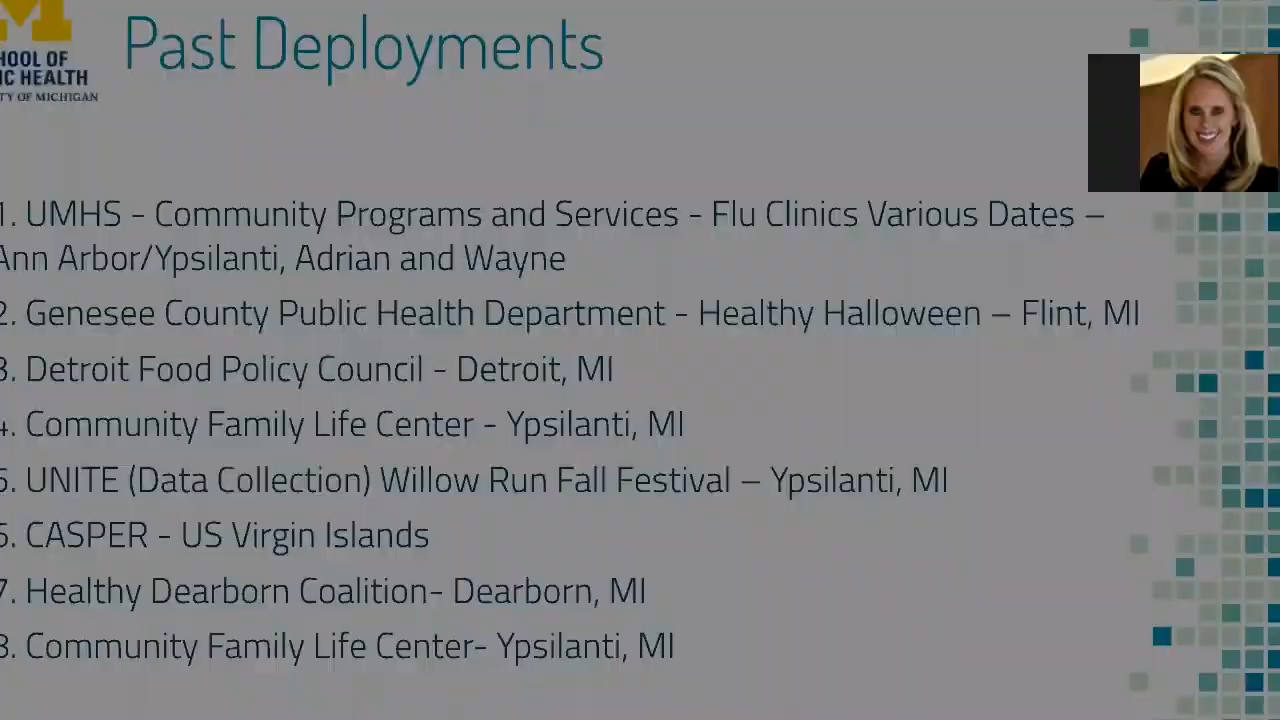 Past Deployments
HOOL OF
IC HEALTH
TY OF MICHIGAN
1. UMHS - Community Programs and Services - Flu Clinics Various Dates –
Ann Arbor/Ypsilanti, Adrian and Wayne
2. Genesee County Public Health Department - Healthy Halloween – Flint, MI
3. Detroit Food Policy Council - Detroit, MI
4. Community Family Life Center - Ypsilanti, MI
5. UNITE (Data Collection) Willow Run Fall Festival – Ypsilanti, MI
6. CASPER - US Virgin Islands
7. Healthy Dearborn Coalition- Dearborn, MI
8. Community Family Life Center- Ypsilanti, MI